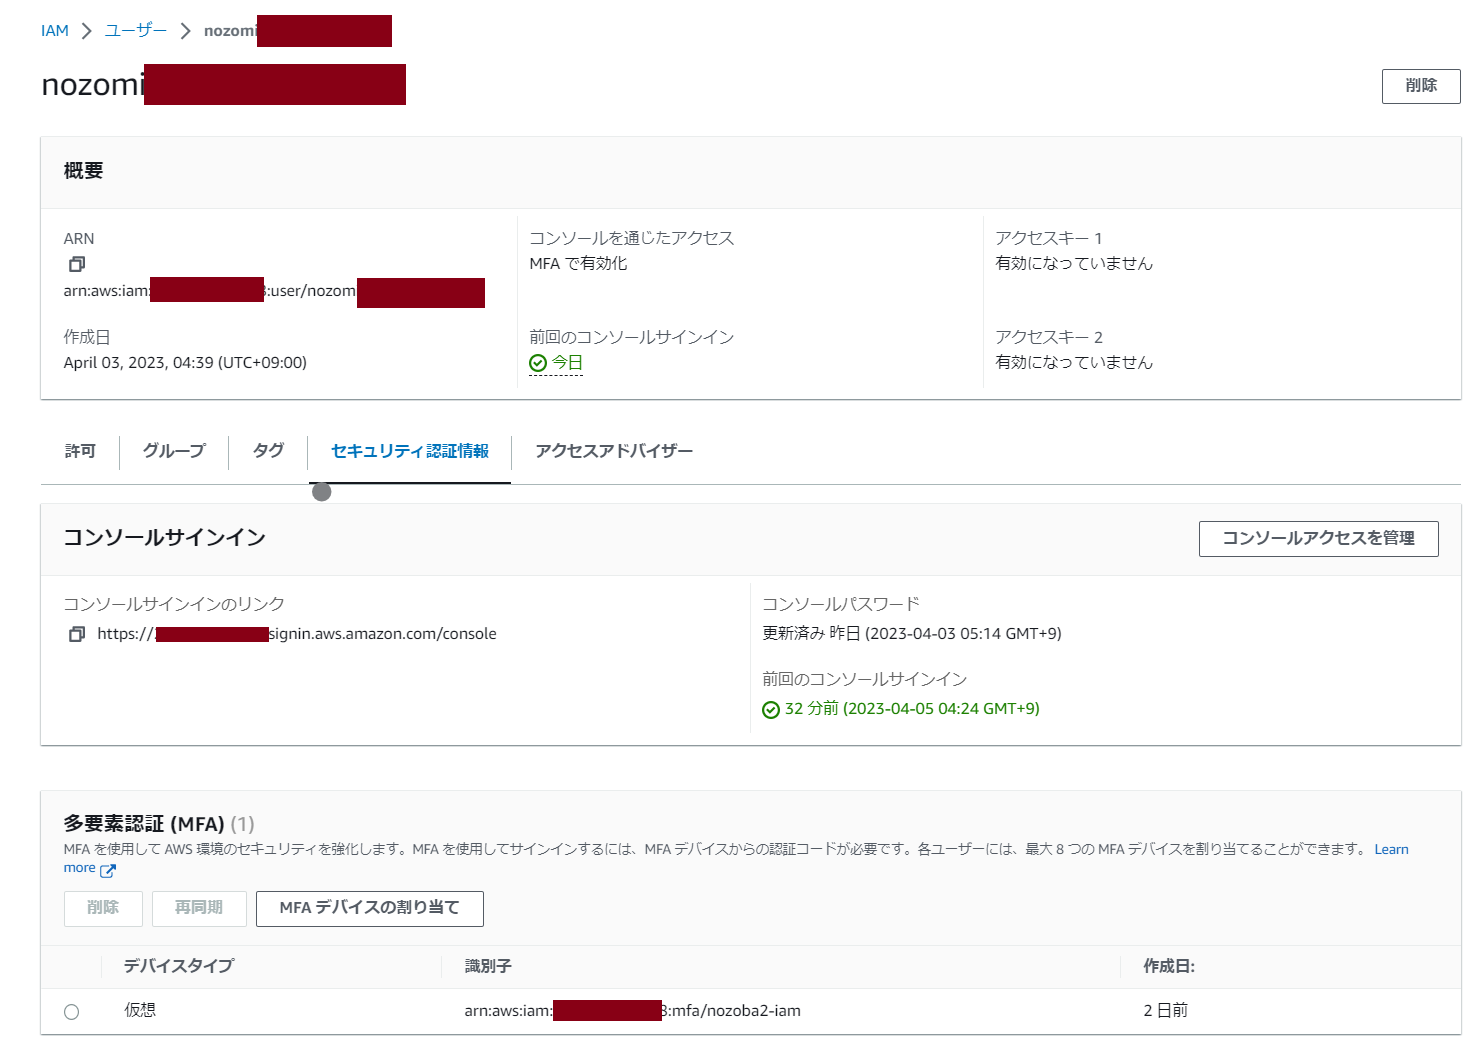 IAM > ユーザー > nozomi
nozomi
削除
概要
ARN
arn:aws:iam: :user/nozom
作成日
April 03, 2023, 04:39 (UTC+09:00)
コンソールを通じたアクセス
MFA で有効化
前回のコンソールサインイン
今日
アクセスキー 1
有効になっていません
アクセスキー 2
有効になっていません
許可 グループ タグ セキュリティ認証情報 アクセスアドバイザー
コンソールサインイン
コンソールアクセスを管理
コンソールサインインのリンク
https:// signin.aws.amazon.com/console
コンソールパスワード
更新済み 昨日 (2023-04-03 05:14 GMT+9)
前回のコンソールサインイン
32 分前 (2023-04-05 04:24 GMT+9)
多要素認証 (MFA) (1)
MFA を使用して AWS 環境のセキュリティを強化します。MFA を使用してサインインするには、MFA デバイスからの認証コードが必要です。各ユーザーには、最大 8 つの MFA デバイスを割り当てることができます。 Learn
more
削除 再同期 MFA デバイスの割り当て
デバイスタイプ 識別子 作成日:
仮想 arn:aws:iam: :mfa/nozoba2-iam 2 日前